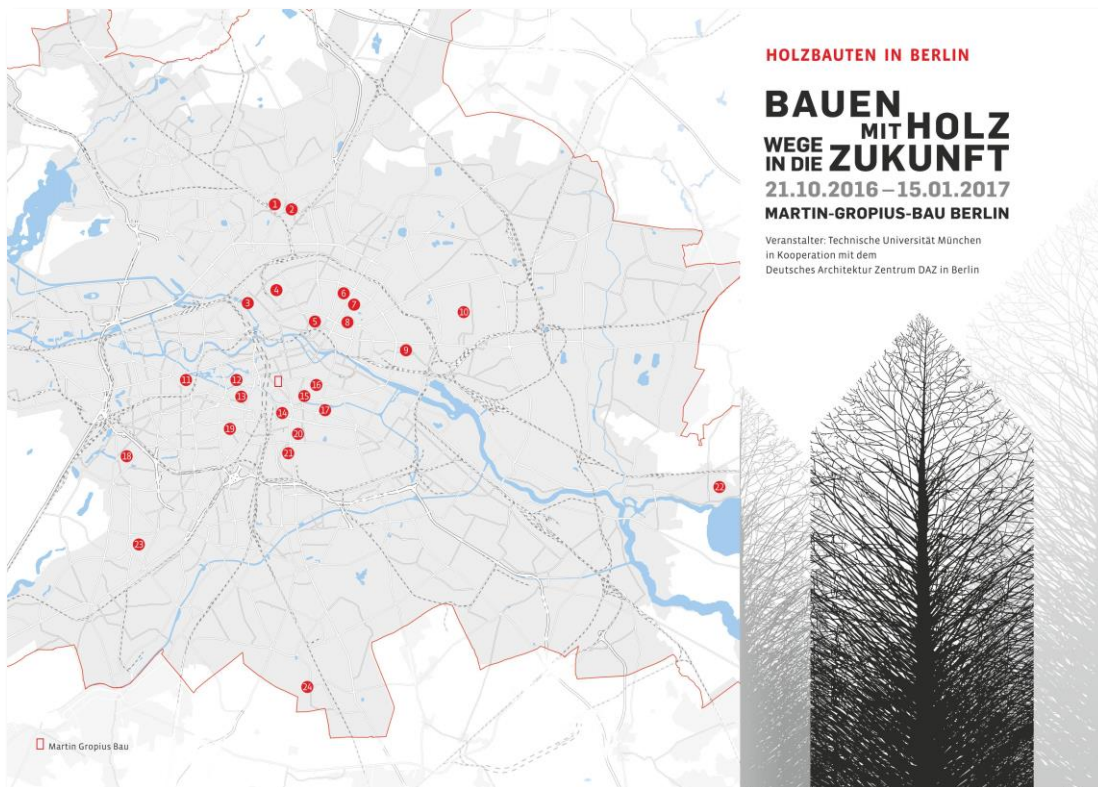 HOLZBAUTEN IN BERLIN
BAUEN
MIT HOLZ
WEGE
IN DIE ZUKUNFT
21.10.2016 – 15.01.2017
MARTIN-GROPIUS-BAU BERLIN
Veranstalter: Technische Universität München
in Kooperation mit dem
Deutsches Architektur Zentrum DAZ in Berlin
1
2
3
4
5
6
7
8
9
10
11
12
13
14
15
16
17
18
19
20
21
22
23
24
Martin Gropius Bau